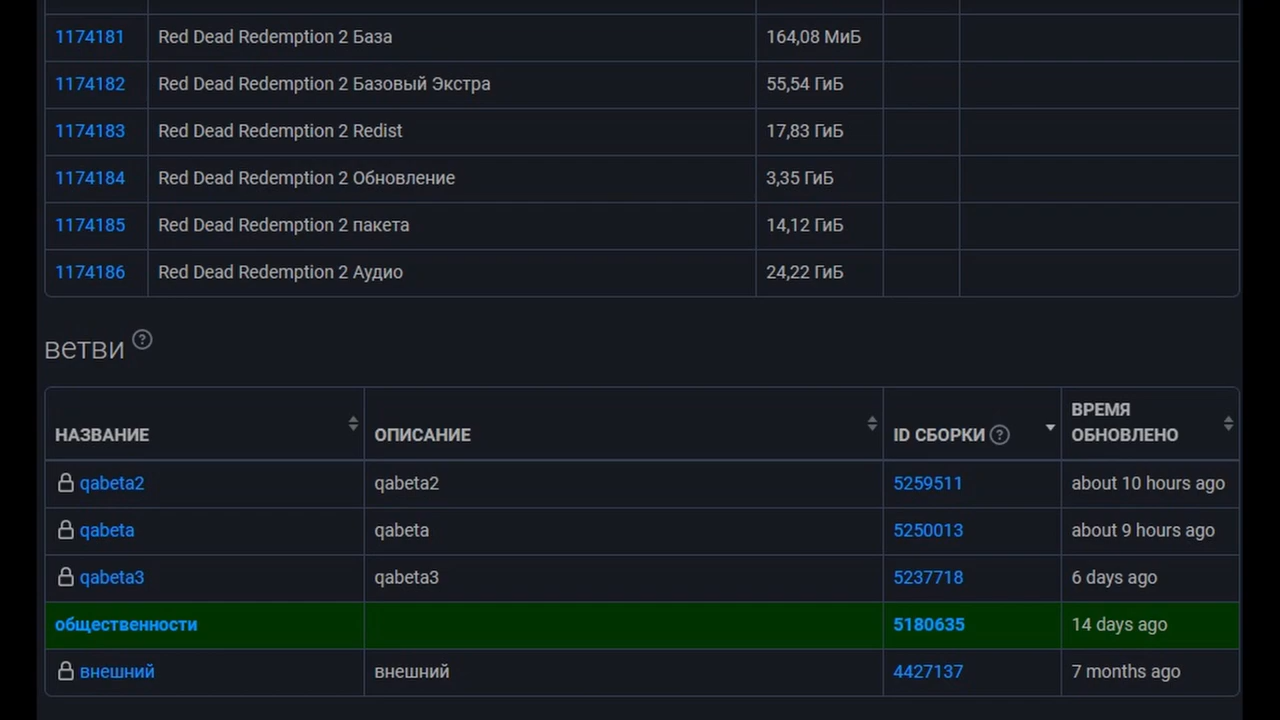 1174181 Red Dead Redemption 2 База 164,08 МиБ
1174182 Red Dead Redemption 2 Базовый Экстра 55,54 ГиБ
1174183 Red Dead Redemption 2 Redist 17,83 ГиБ
1174184 Red Dead Redemption 2 Обновление 3,35 ГиБ
1174185 Red Dead Redemption 2 пакета 14,12 ГиБ
1174186 Red Dead Redemption 2 Аудио 24,22 ГиБ
ветви ?
НАЗВАНИЕ ОПИСАНИЕ ID СБОРКИ ? ВРЕМЯ
ОБНОВЛЕНО
qabeta2 qabeta2 5259511 about 10 hours ago
qabeta qabeta 5250013 about 9 hours ago
qabeta3 qabeta3 5237718 6 days ago
общественности 5180635 14 days ago
внешний внешний 4427137 7 months ago